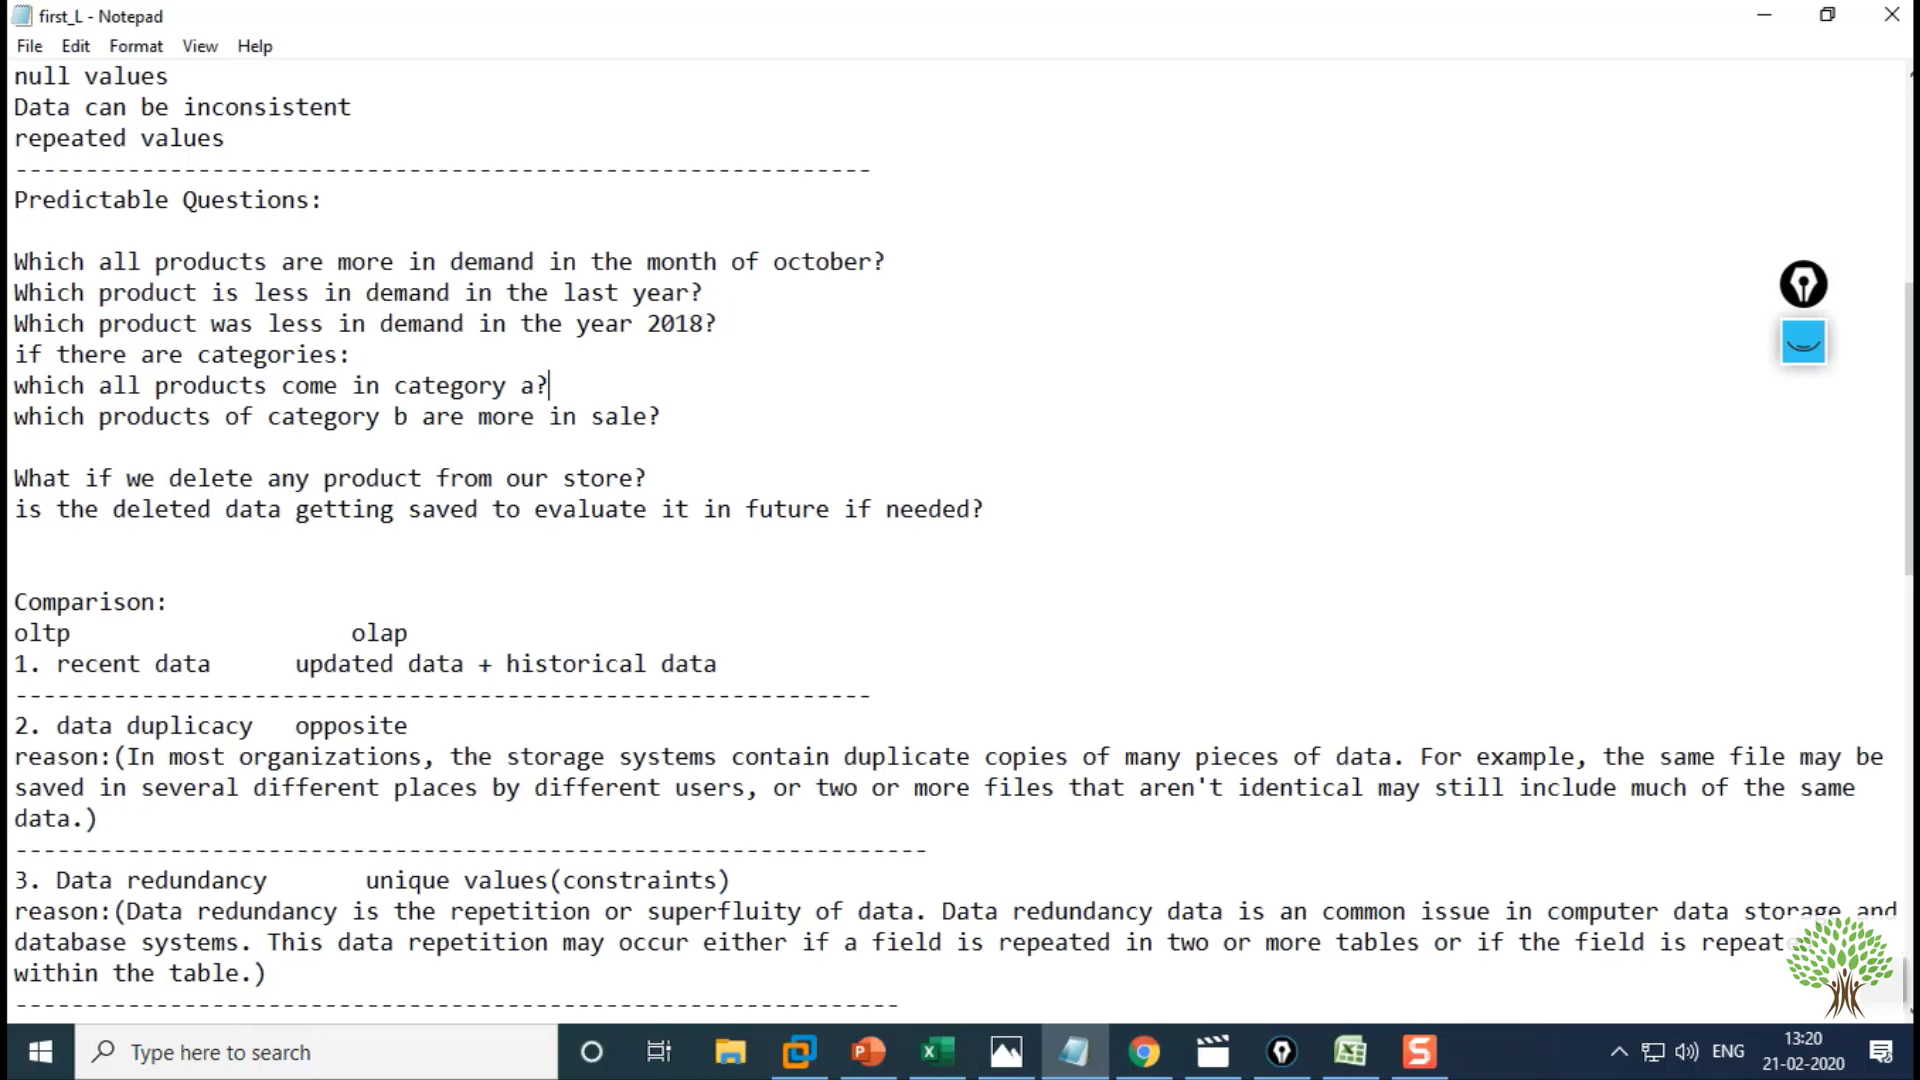 first_L - Notepad
File Edit Format View Help
null values
Data can be inconsistent
repeated values
-------------------------------------------------------------
Predictable Questions:
Which all products are more in demand in the month of october?
Which product is less in demand in the last year?
Which product was less in demand in the year 2018?
if there are categories:
which all products come in category a?
which products of category b are more in sale?
What if we delete any product from our store?
is the deleted data getting saved to evaluate it in future if needed?
Comparison:
oltp olap
1. recent data updated data + historical data
-------------------------------------------------------------
2. data duplicacy opposite
reason:(In most organizations, the storage systems contain duplicate copies of many pieces of data. For example, the same file may be
saved in several different places by different users, or two or more files that aren't identical may still include much of the same
data.)
-----------------------------------------------------------------
3. Data redundancy unique values(constraints)
reason:(Data redundancy is the repetition or superfluity of data. Data redundancy data is an common issue in computer data storage and
database systems. This data repetition may occur either if a field is repeated in two or more tables or if the field is
within the table.)
---------------------------------------------------------------
Type here to search
ENG
13:20
21-02-2020